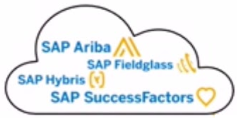 SAP Ariba
SAP Fieldglass
SAP Hybris
SAP SuccessFactors